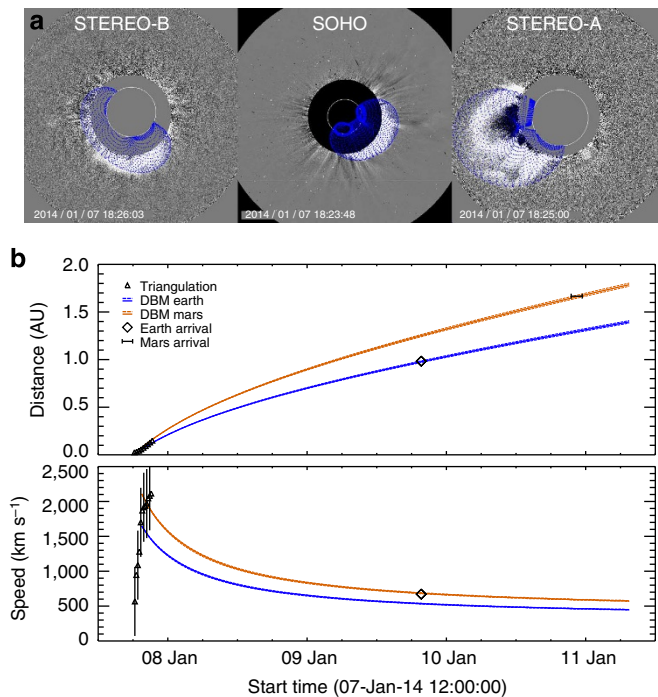 a
STEREO-B
SOHO
STEREO-A
2014 / 01 / 07 18:26:03
2014 / 01 / 07 18:23:48
2014 / 01 / 07 18:25:00
b
2.0
1.5
1.0
0.5
0.0
Distance (AU)
Triangulation
DBM earth
DBM mars
Earth arrival
Mars arrival
2,500
2,000
1,500
1,000
500
0
Speed (km s⁻¹)
08 Jan
09 Jan
10 Jan
11 Jan
Start time (07-Jan-14 12:00:00)